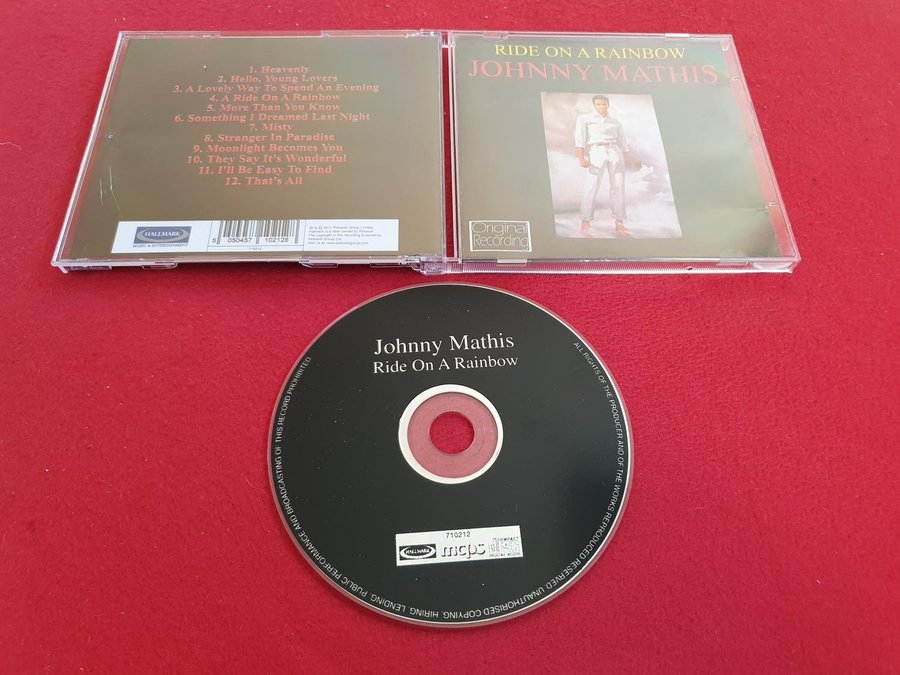 1. Heavenly
2. Hello, Young Lovers
3. A Lovely Way To Spend An Evening
4. A Ride On A Rainbow
5. More Than You Know
6. Something I Dreamed Last Night
7. Misty
8. Stranger In Paradise
9. Moonlight Becomes You
10. They Say It's Wonderful
11. I'll Be Easy To Find
12. That's All
HALLMARK
MUSIC & ENTERTAINMENT
5 050457 102128
710212
RIDE ON A RAINBOW
JOHNNY MATHIS
Original
Recording
Johnny Mathis
Ride On A Rainbow
ALL RIGHTS OF THE PRODUCER AND OF THE WORKS REPRODUCED RESERVED. UNAUTHORISED COPYING, HIRING, LENDING, PUBLIC PERFORMANCE AND BROADCASTING OF THIS RECORD PROHIBITED
710212
HALLMARK
mcps
COMPACT
disc
DIGITAL AUDIO